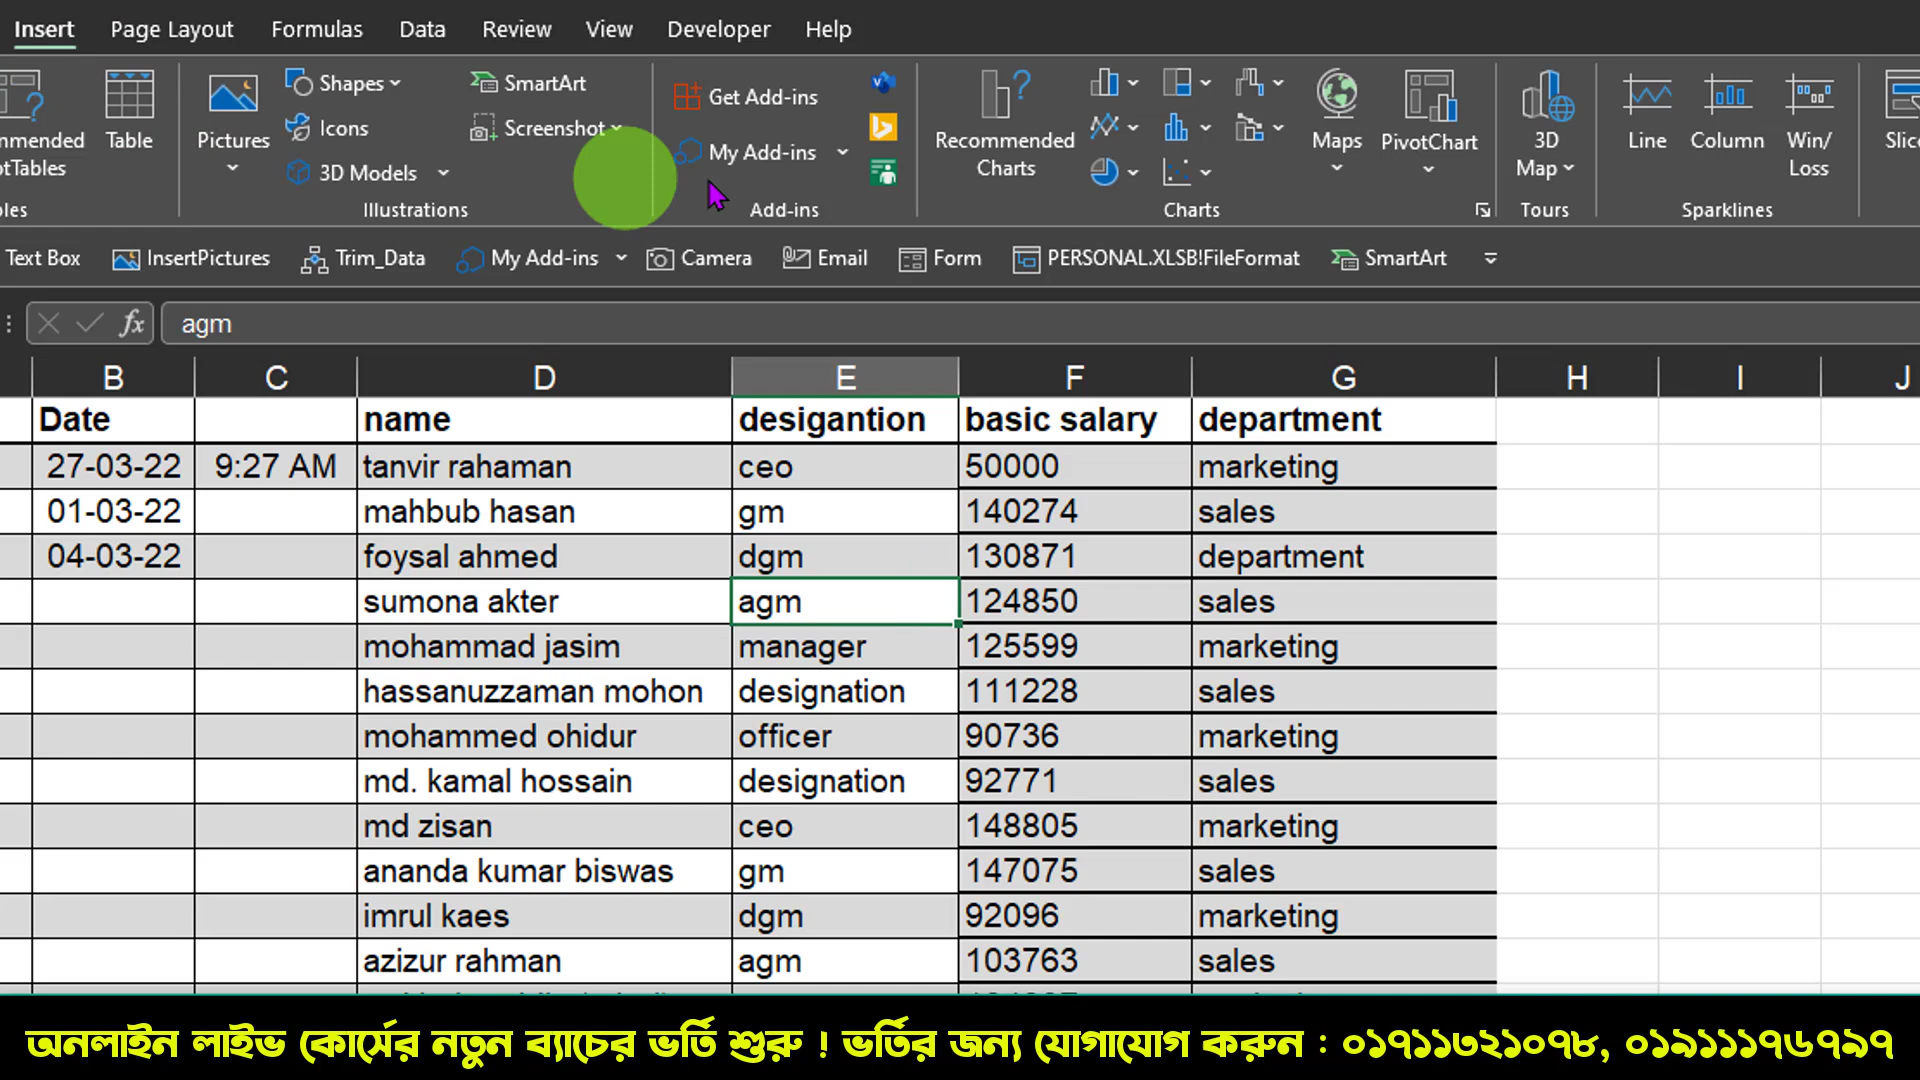 Insert Page Layout Formulas Data Review View Developer Help
Table Pictures Shapes SmartArt Get Add-ins Recommended Charts Maps PivotChart 3D Map Line Column Win/Loss
Icons Screenshot My Add-ins
3D Models
Illustrations Add-ins Charts Tours Sparklines
Text Box InsertPictures Trim_Data My Add-ins Camera Email Form PERSONAL.XLSB!FileFormat SmartArt
fx agm
B C D E F G H I J
Date name desigantion basic salary department
27-03-22 9:27 AM tanvir rahaman ceo 50000 marketing
01-03-22 mahbub hasan gm 140274 sales
04-03-22 foysal ahmed dgm 130871 department
sumona akter agm 124850 sales
mohammad jasim manager 125599 marketing
hassanuzzaman mohon designation 111228 sales
mohammed ohidur officer 90736 marketing
md. kamal hossain designation 92771 sales
md zisan ceo 148805 marketing
ananda kumar biswas gm 147075 sales
imrul kaes dgm 92096 marketing
azizur rahman agm 103763 sales
অনলাইন লাইভ কোর্সের নতুন ব্যাচের ভর্তি শুরু ! ভর্তির জন্য যোগাযোগ করুন : ০১৭১১৩২১০৭৮, ০১৯১১১৭৬৭৯৭